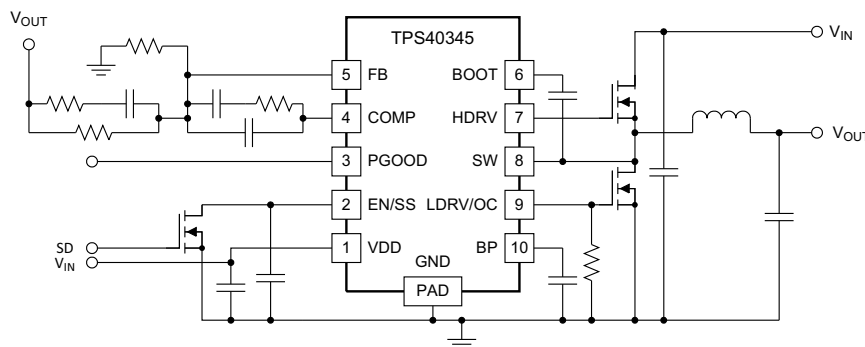 VOUT
TPS40345
VIN
5 FB BOOT 6
4 COMP HDRV 7
3 PGOOD SW 8
VOUT
2 EN/SS LDRV/OC 9
SD
1 VDD BP 10
VIN
GND
PAD